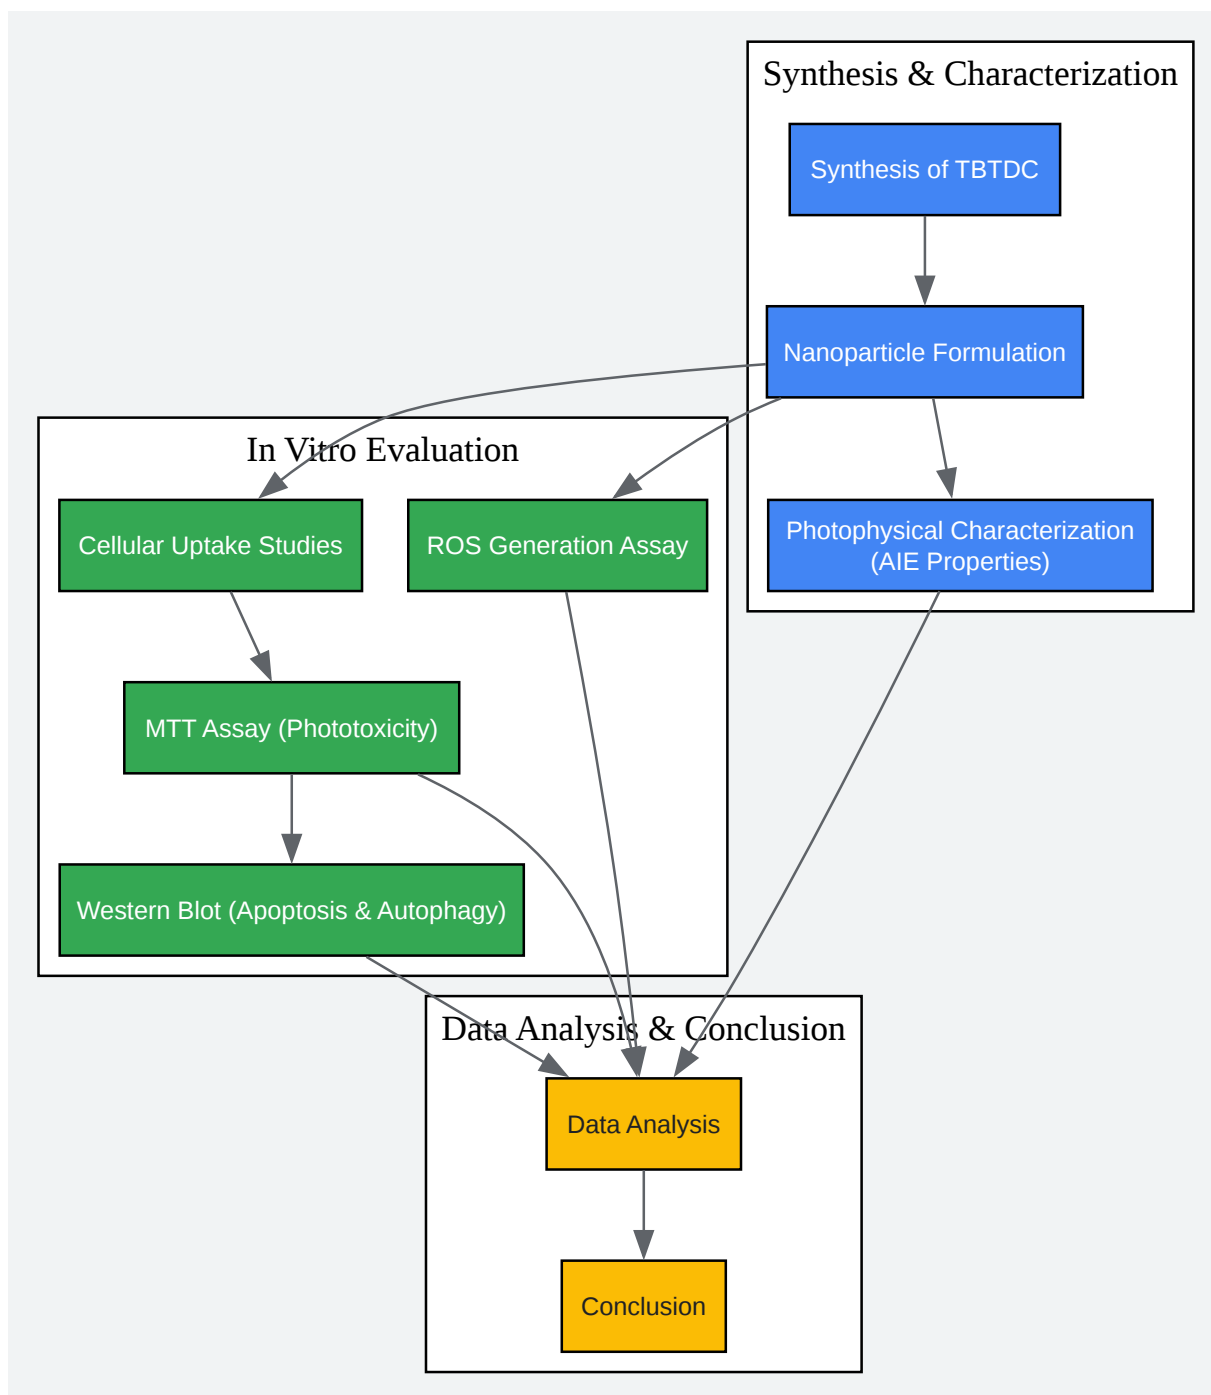 Synthesis & Characterization
Synthesis of TBTDC
Nanoparticle Formulation
Photophysical Characterization
(AIE Properties)
In Vitro Evaluation
Cellular Uptake Studies
ROS Generation Assay
MTT Assay (Phototoxicity)
Western Blot (Apoptosis & Autophagy)
Data Analysis & Conclusion
Data Analysis
Conclusion